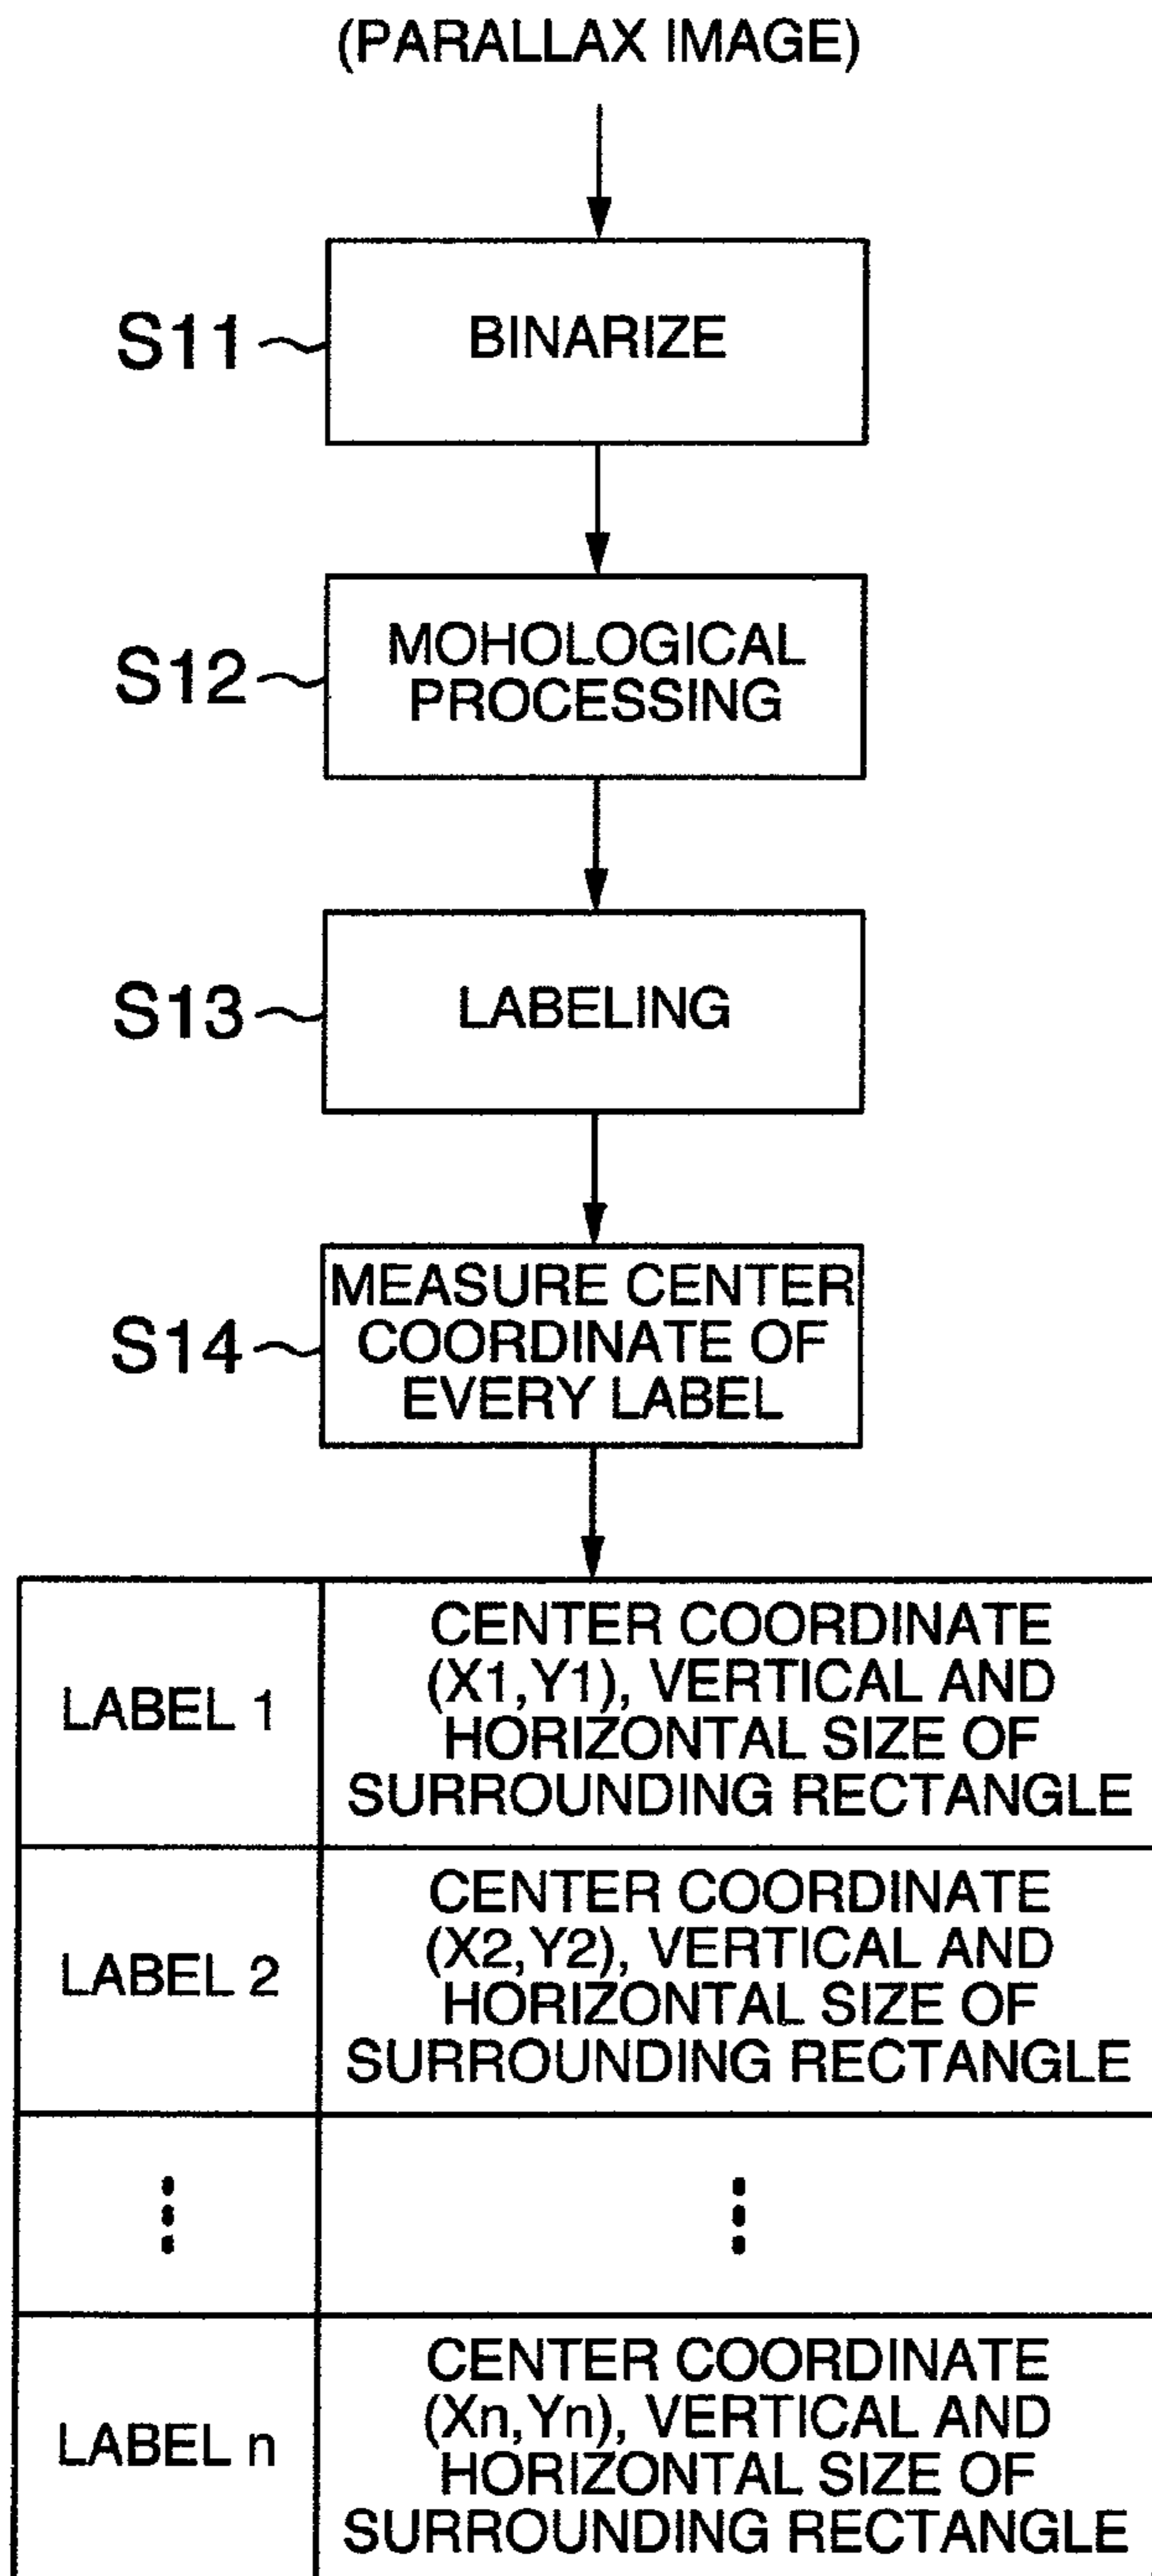 (PARALLAX IMAGE)
S11
BINARIZE
S12
MOHOLOGICAL
PROCESSING
S13
LABELING
S14
MEASURE CENTER
COORDINATE OF
EVERY LABEL
LABEL 1
CENTER COORDINATE
(X1,Y1), VERTICAL AND
HORIZONTAL SIZE OF
SURROUNDING RECTANGLE
LABEL 2
CENTER COORDINATE
(X2,Y2), VERTICAL AND
HORIZONTAL SIZE OF
SURROUNDING RECTANGLE
LABEL n
CENTER COORDINATE
(Xn,Yn), VERTICAL AND
HORIZONTAL SIZE OF
SURROUNDING RECTANGLE